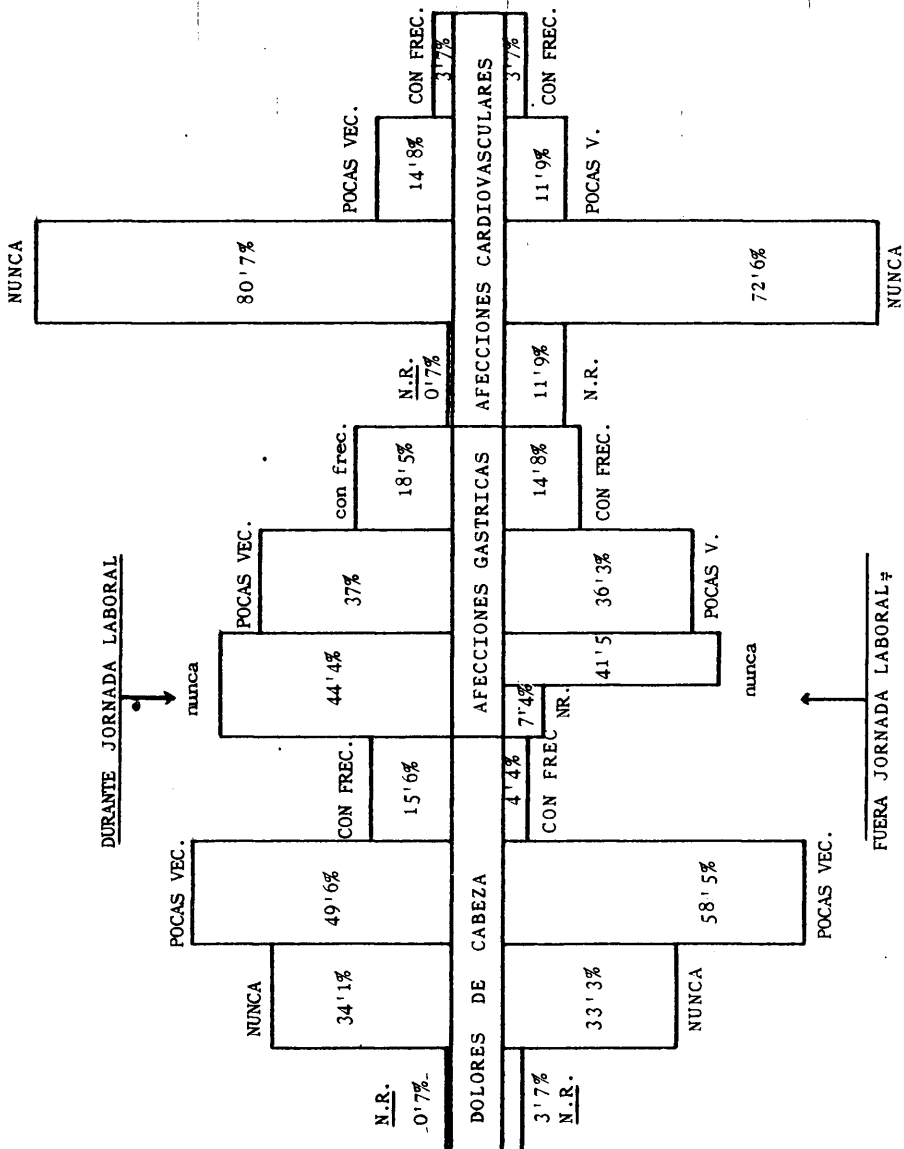 DURANTE JORNADA LABORAL
N.R.
0'7%
NUNCA
34'1%
POCAS VEC.
49'6%
CON FREC.
15'6%
nunca
44'4%
POCAS VEC.
37%
con frec.
18'5%
N.R.
0'7%
NUNCA
80'7%
POCAS VEC.
14'8%
CON FREC.
3'7%
DOLORES DE CABEZA
AFECCIONES GASTRICAS
AFECCIONES CARDIOVASCULARES
3'7%
N.R.
33'3%
NUNCA
58'5%
POCAS VEC.
4'4%
CON FREC
7'4%
NR.
41'5
nunca
36'3%
POCAS V.
14'8%
CON FREC.
11'9%
N.R.
72'6%
NUNCA
11'9%
POCAS V.
3'7%
CON FREC.
FUERA JORNADA LABORAL